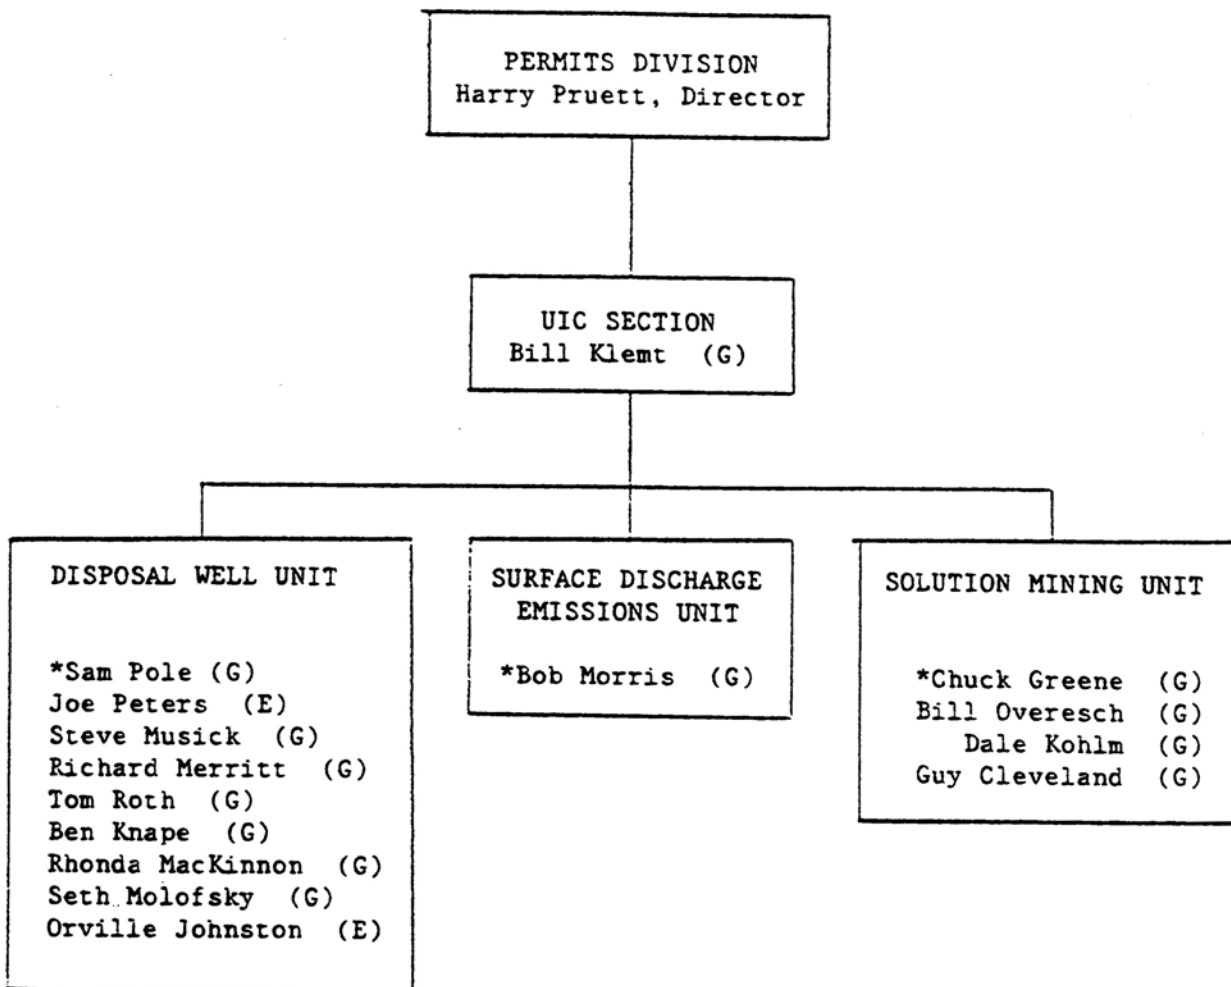 PERMITS DIVISION
Harry Pruett, Director
UIC SECTION
Bill Klemt (G)
DISPOSAL WELL UNIT
*Sam Pole (G)
Joe Peters (E)
Steve Musick (G)
Richard Merritt (G)
Tom Roth (G)
Ben Knape (G)
Rhonda MacKinnon (G)
Seth Molofsky (G)
Orville Johnston (E)
SURFACE DISCHARGE
EMISSIONS UNIT
*Bob Morris (G)
SOLUTION MINING UNIT
*Chuck Greene (G)
Bill Overesch (G)
Dale Kohlm (G)
Guy Cleveland (G)